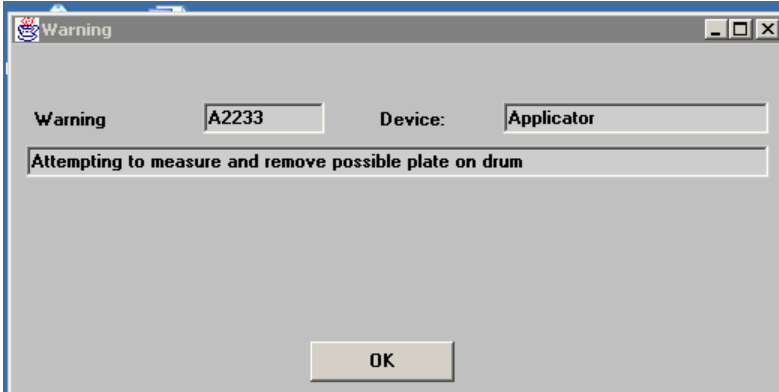 Warning
Warning A2233 Device: Applicator
Attempting to measure and remove possible plate on drum
OK